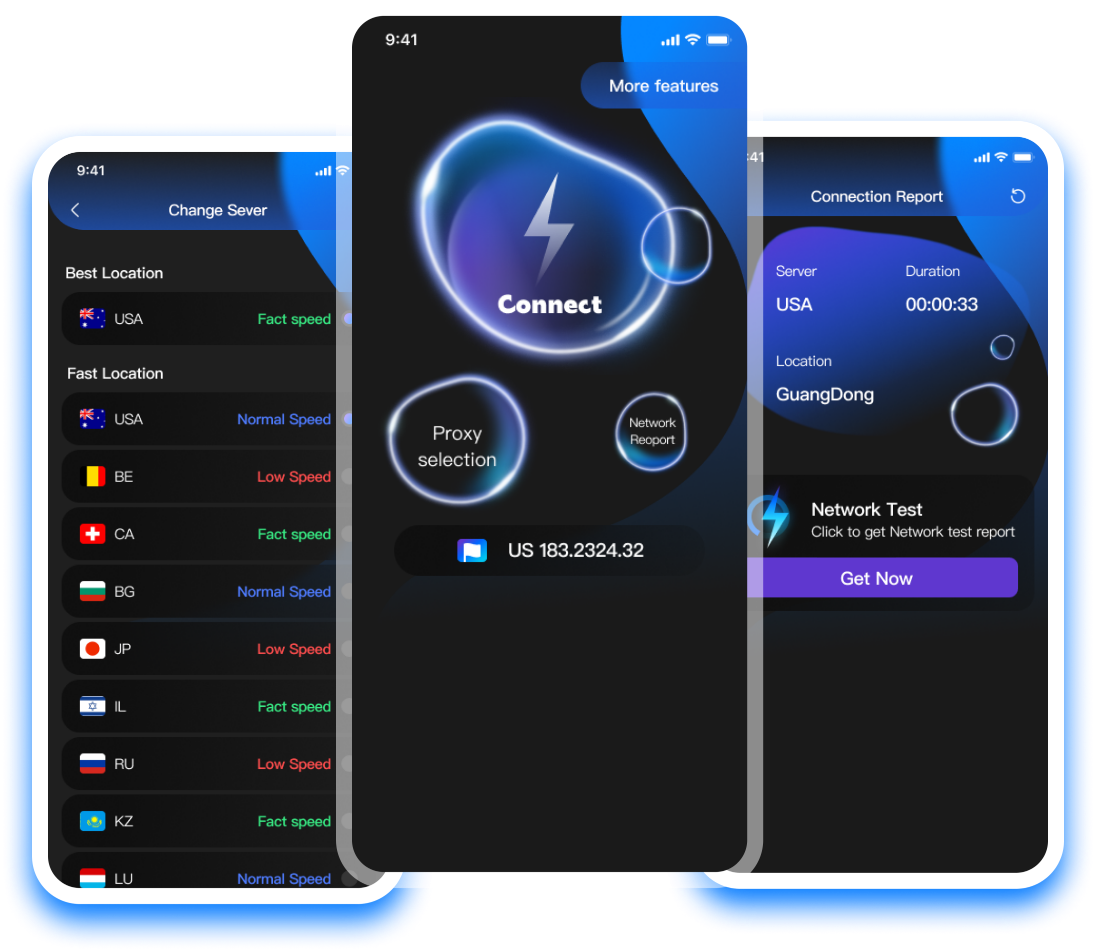 9:41
Change Sever
Best Location
USA Fact speed
Fast Location
USA Normal Speed
BE Low Speed
CA Fact speed
BG Normal Speed
JP Low Speed
IL Fact speed
RU Low Speed
KZ Fact speed
LU Normal Speed
9:41
More features
Connect
Proxy
selection
Network
Reoport
US 183.2324.32
:41
Connection Report
Server Duration
USA 00:00:33
Location
GuangDong
Network Test
Click to get Network test report
Get Now